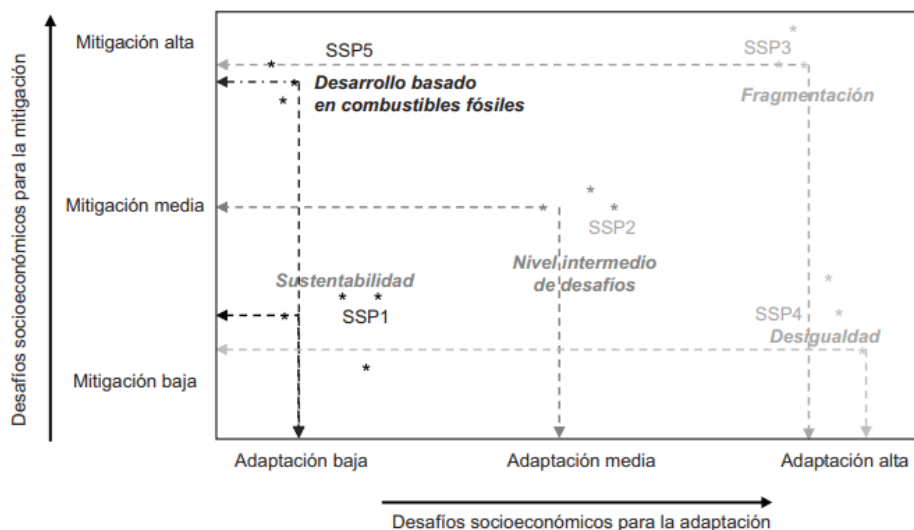 Desafíos socioeconómicos para la mitigación
Mitigación alta
SSP5
SSP3
Desarrollo basado
en combustibles fósiles
Fragmentación
Mitigación media
SSP2
Nivel intermedio
de desafíos
Sustentabilidad
SSP1
SSP4
Desigualdad
Mitigación baja
Adaptación baja
Adaptación media
Adaptación alta
Desafíos socioeconómicos para la adaptación